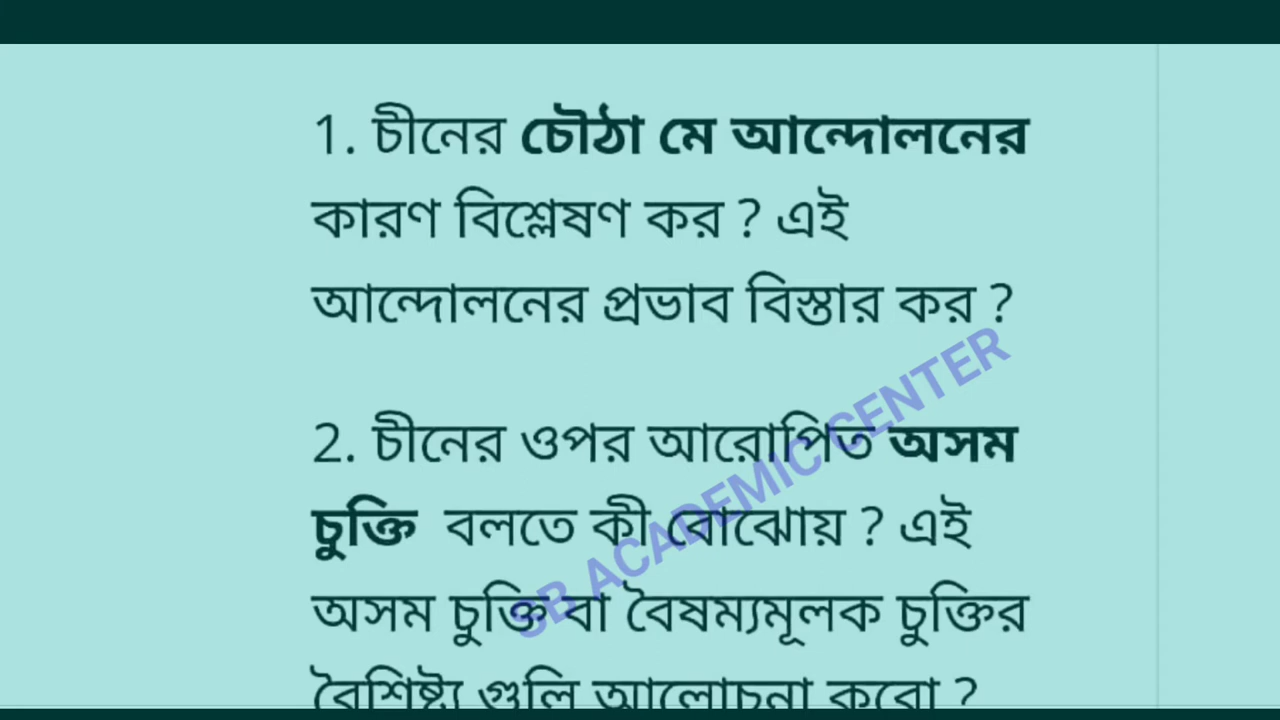 1. চীনের চৌঠা মে আন্দোলনের
কারণ বিশ্লেষণ কর ? এই
আন্দোলনের প্রভাব বিস্তার কর ?
2. চীনের ওপর আরোপিত অসম
চুক্তি বলতে কী বোঝোয় ? এই
অসম চুক্তি বা বৈষম্যমূলক চুক্তির
বৈশিষ্ট্য গুলি আলোচনা করো ?
SB ACADEMIC CENTER